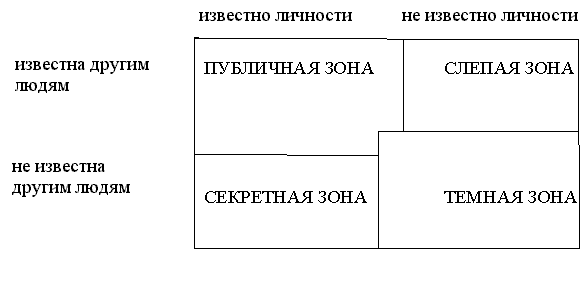 известно личности
не известно личности
известна другим
людям
ПУБЛИЧНАЯ ЗОНА
СЛЕПАЯ ЗОНА
не известна
другим людям
СЕКРЕТНАЯ ЗОНА
ТЕМНАЯ ЗОНА